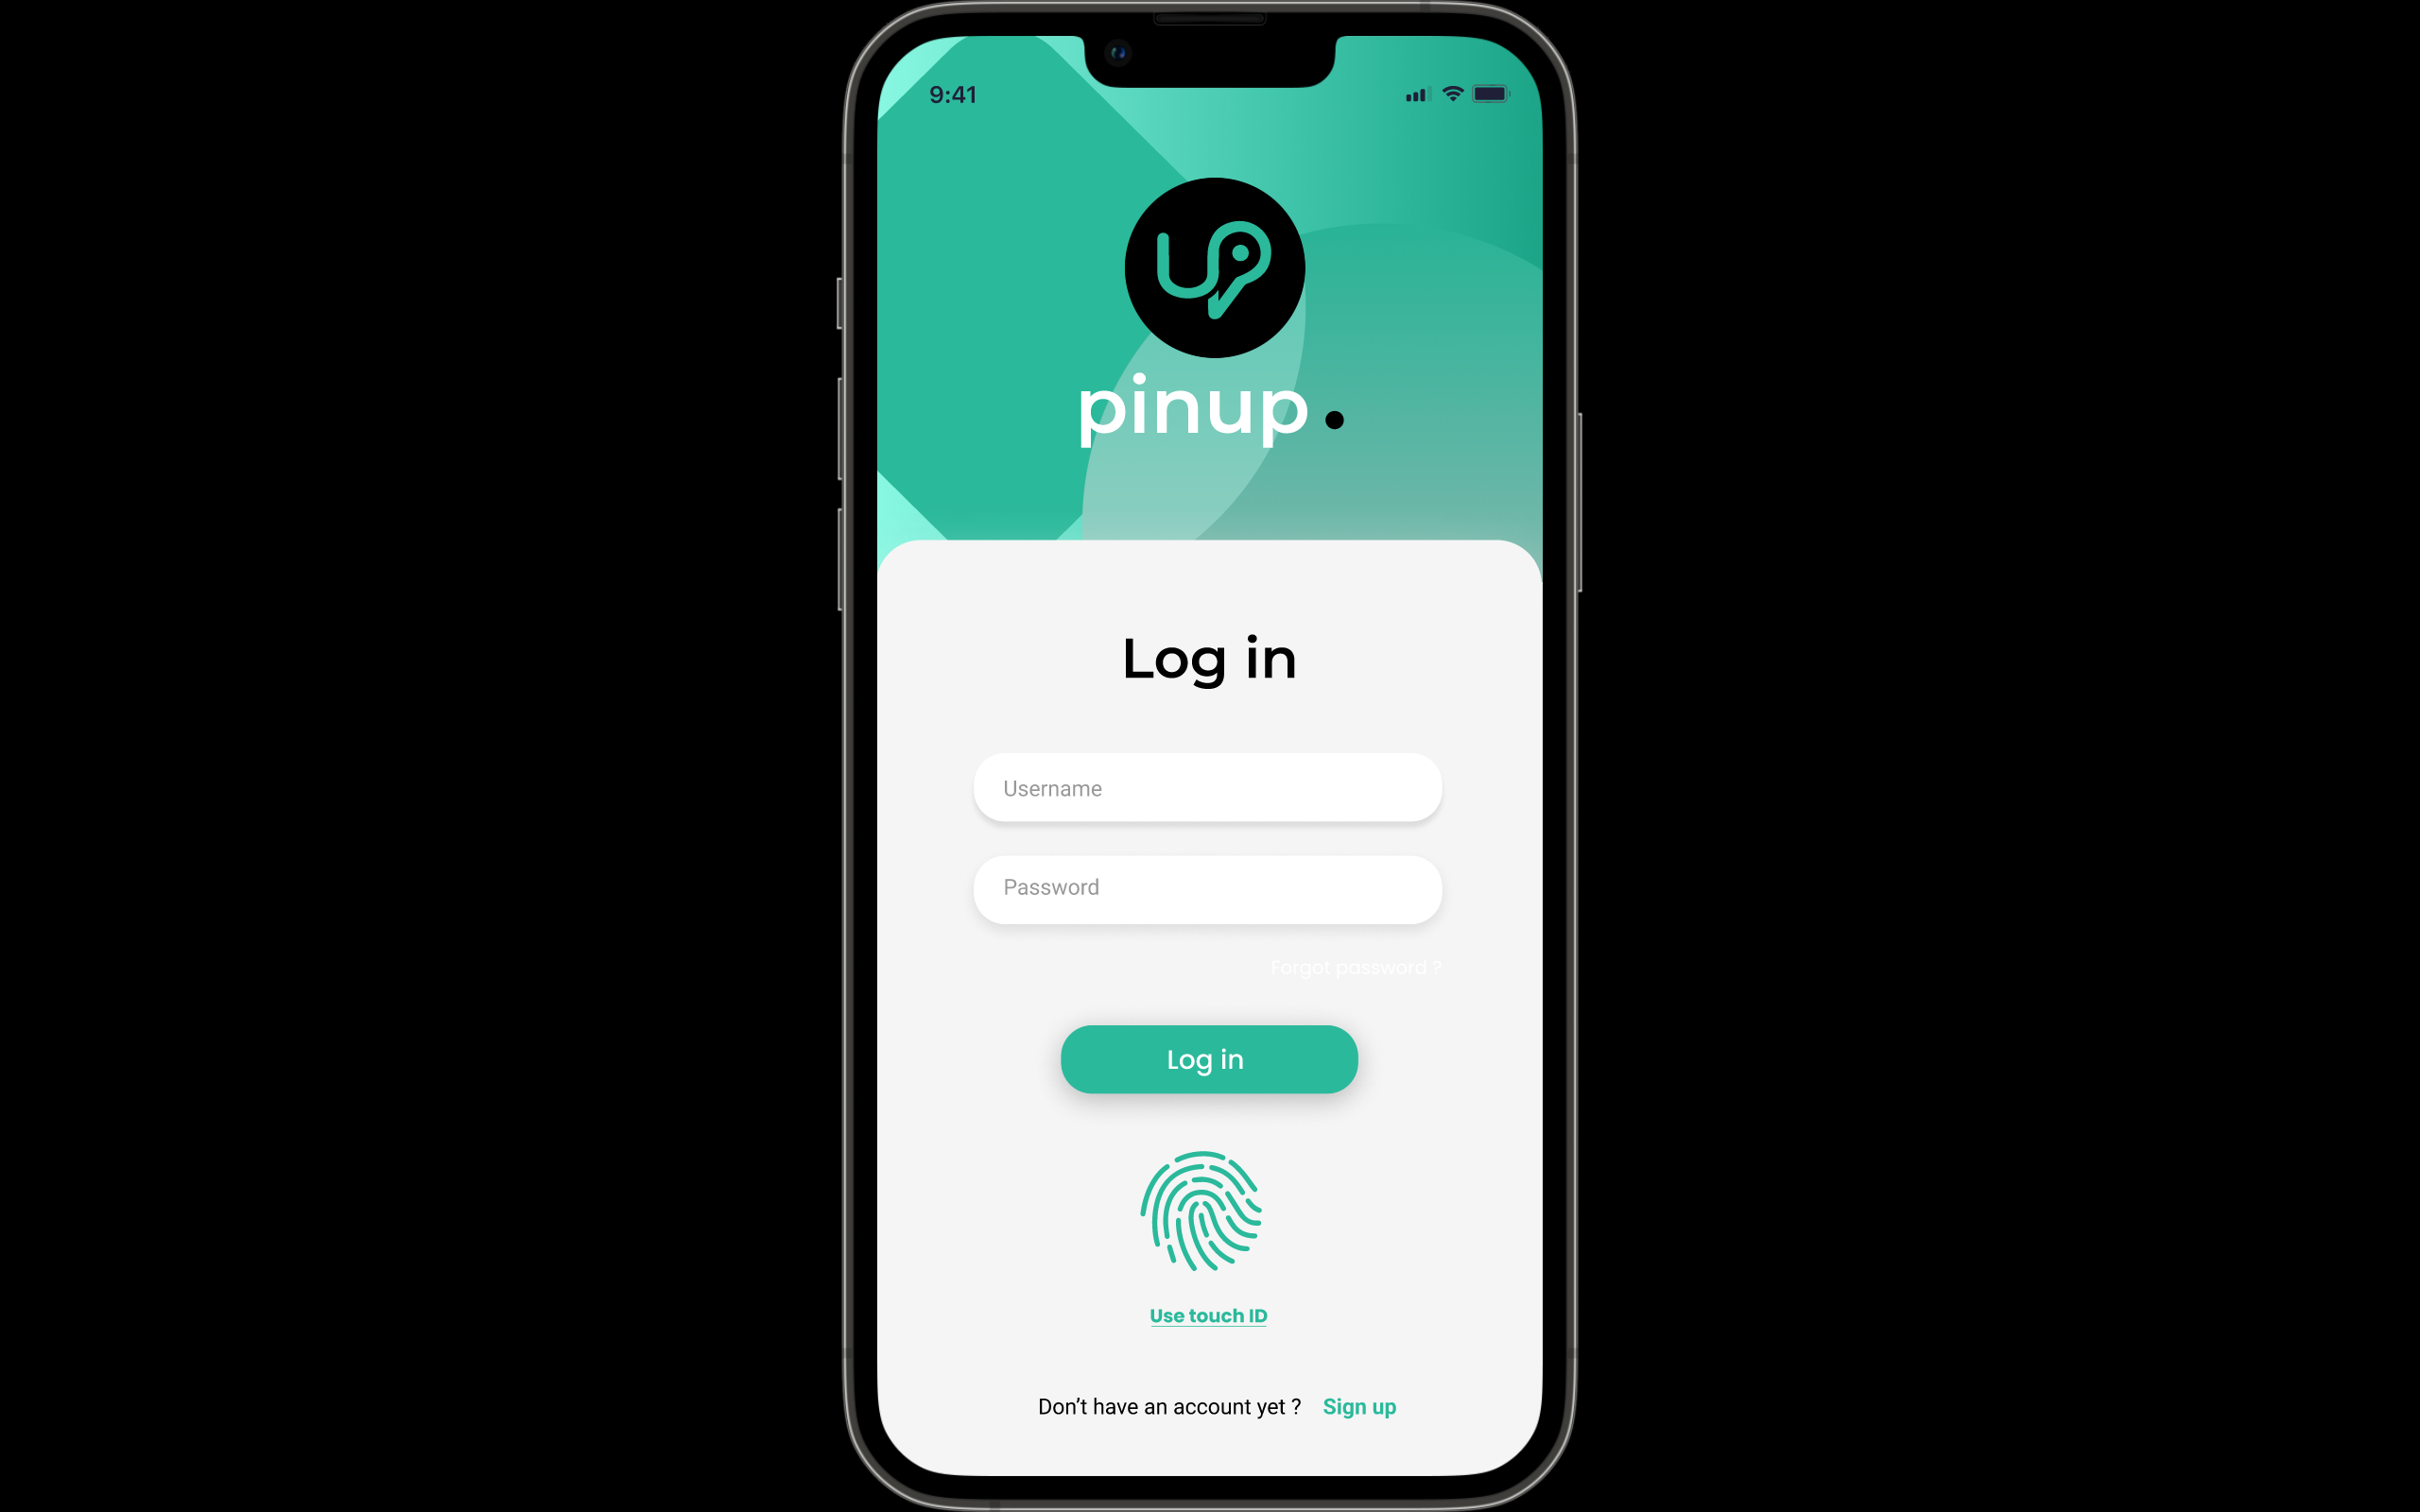 9:41
up
pinup.
Log in
Username
Password
Forgot password ?
Log in
Use touch ID
Don't have an account yet ? Sign up